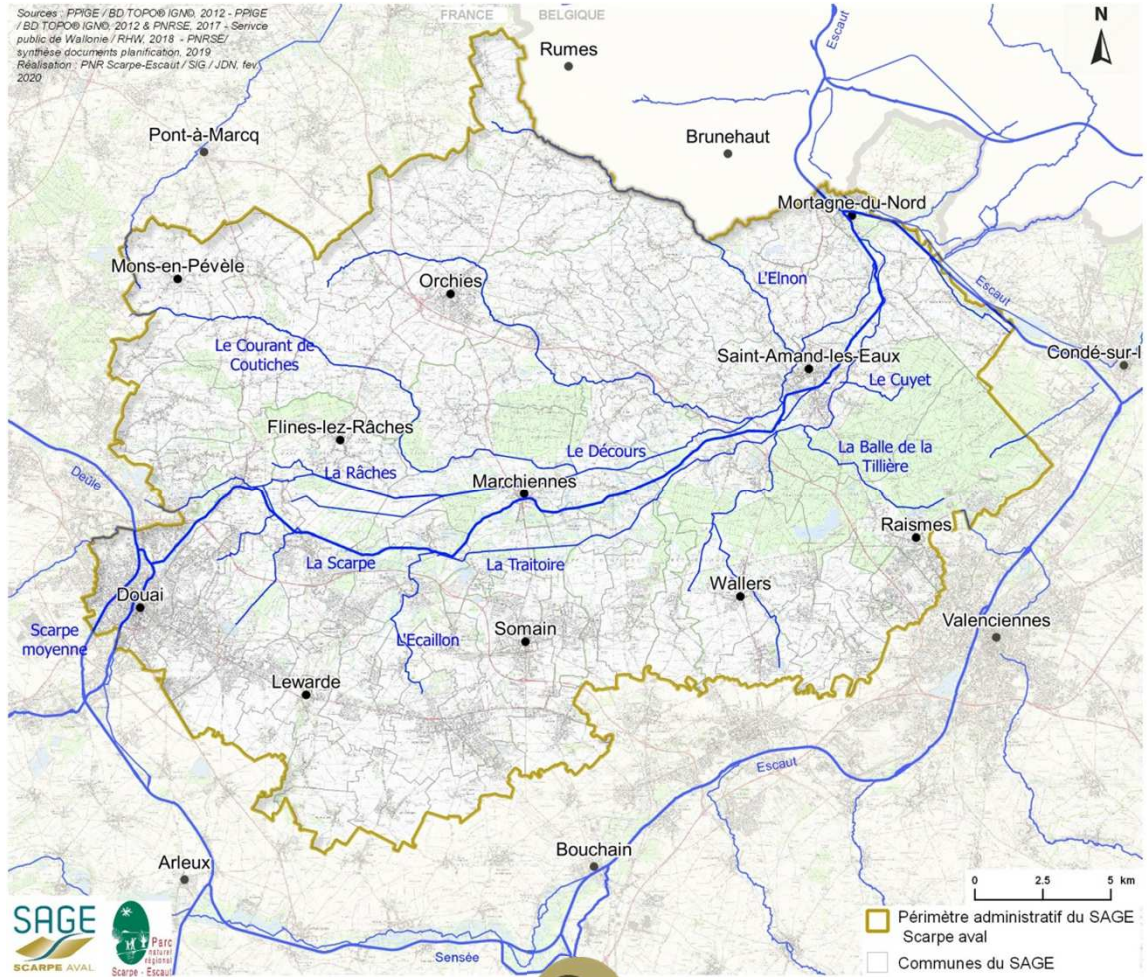 Sources : PPIGE / BD TOPO® IGN©, 2012 - PPIGE
/ BD TOPO® IGN©, 2012 & PNRSE, 2017 - Serivce
public de Wallonie / RHW, 2018 - PNRSE/
synthèse documents planification, 2019
Réalisation : PNR Scarpe-Escaut / SIG / JDN, fev.
2020
FRANCE
BELGIQUE
N
Escaut
Rumes
Pont-à-Marcq
Brunehaut
Mortagne-du-Nord
Mons-en-Pévèle
Orchies
L'Elnon
Escaut
Le Courant de
Coutiches
Saint-Amand-les-Eaux
Condé-sur-l
Le Cuyet
Flines-lez-Râches
La Râches
Le Décours
La Balle de la
Tillière
Deûle
Marchiennes
Raismes
La Scarpe
La Traitoire
Wallers
Douai
Valenciennes
Scarpe
moyenne
L'Ecaillon
Somain
Lewarde
Escaut
Arleux
Bouchain
0 2.5 5 km
SAGE
SCARPE AVAL
Parc
naturel
régional
Scarpe - Escaut
Sensée
Périmètre administratif du SAGE
Scarpe aval
Communes du SAGE